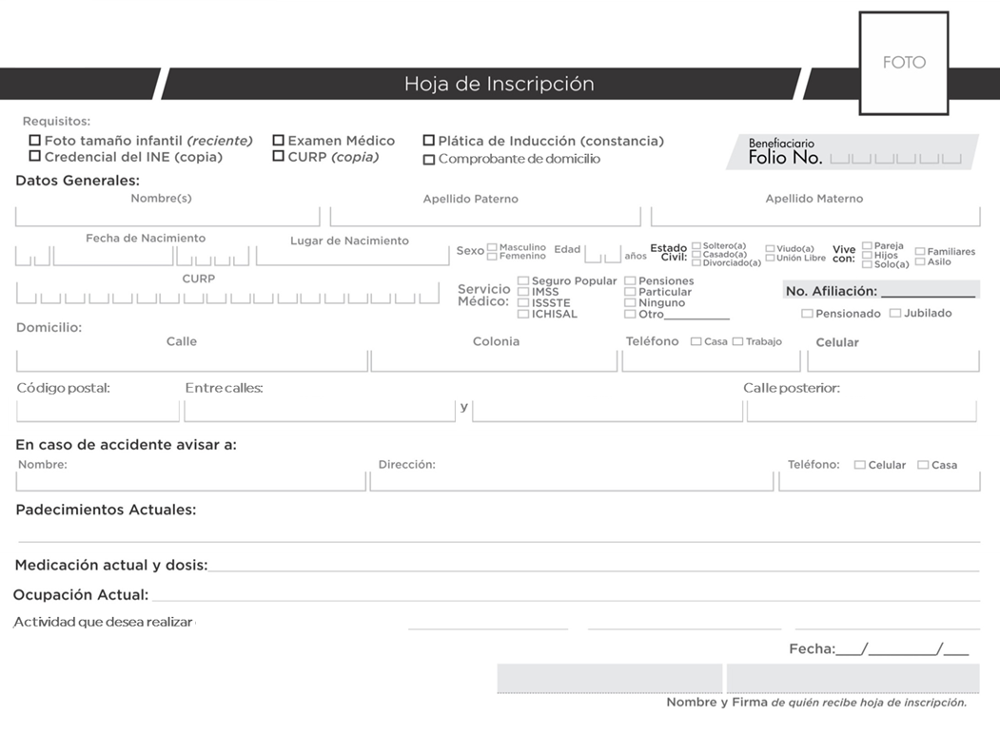 FOTO
Hoja de Inscripción
Requisitos:
Foto tamaño infantil (reciente) Examen Médico Plática de Inducción (constancia)
Credencial del INE (copia) CURP (copia) Comprobante de domicilio
Benefiaciario
Folio No.
Datos Generales:
Nombre(s) Apellido Paterno Apellido Materno
Fecha de Nacimiento Lugar de Nacimiento
Sexo Masculino Femenino Edad años
Estado Civil: Soltero(a) Casado(a) Divorciado(a) Viudo(a) Unión Libre
Vive con: Pareja Hijos Solo(a) Familiares Asilo
CURP
Servicio Médico: Seguro Popular IMSS ISSSTE ICHISAL Pensiones Particular Ninguno Otro
No. Afiliación:
Pensionado Jubilado
Domicilio:
Calle Colonia Teléfono Casa Trabajo Celular
Código postal: Entre calles: y Calle posterior:
En caso de accidente avisar a:
Nombre: Dirección: Teléfono: Celular Casa
Padecimientos Actuales:
Medicación actual y dosis:
Ocupación Actual:
Actividad que desea realizar
Fecha:___/________/___
Nombre y Firma de quién recibe hoja de inscripción.